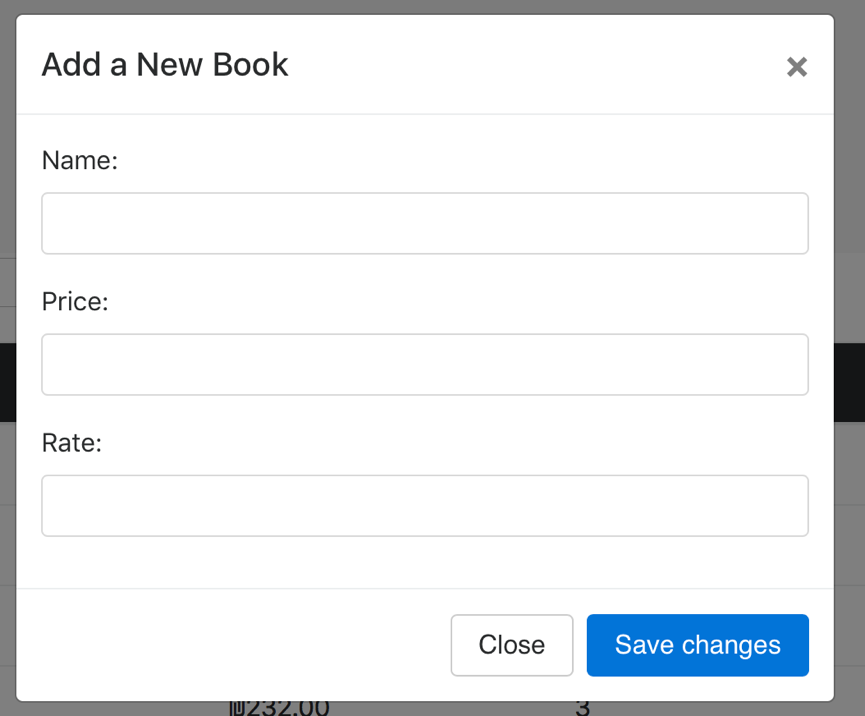 Add a New Book ×
Name:
Price:
Rate:
Close Save changes
₪232.00 3